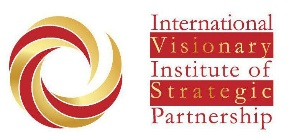 International
Visionary
Institute of
Strategic
Partnership